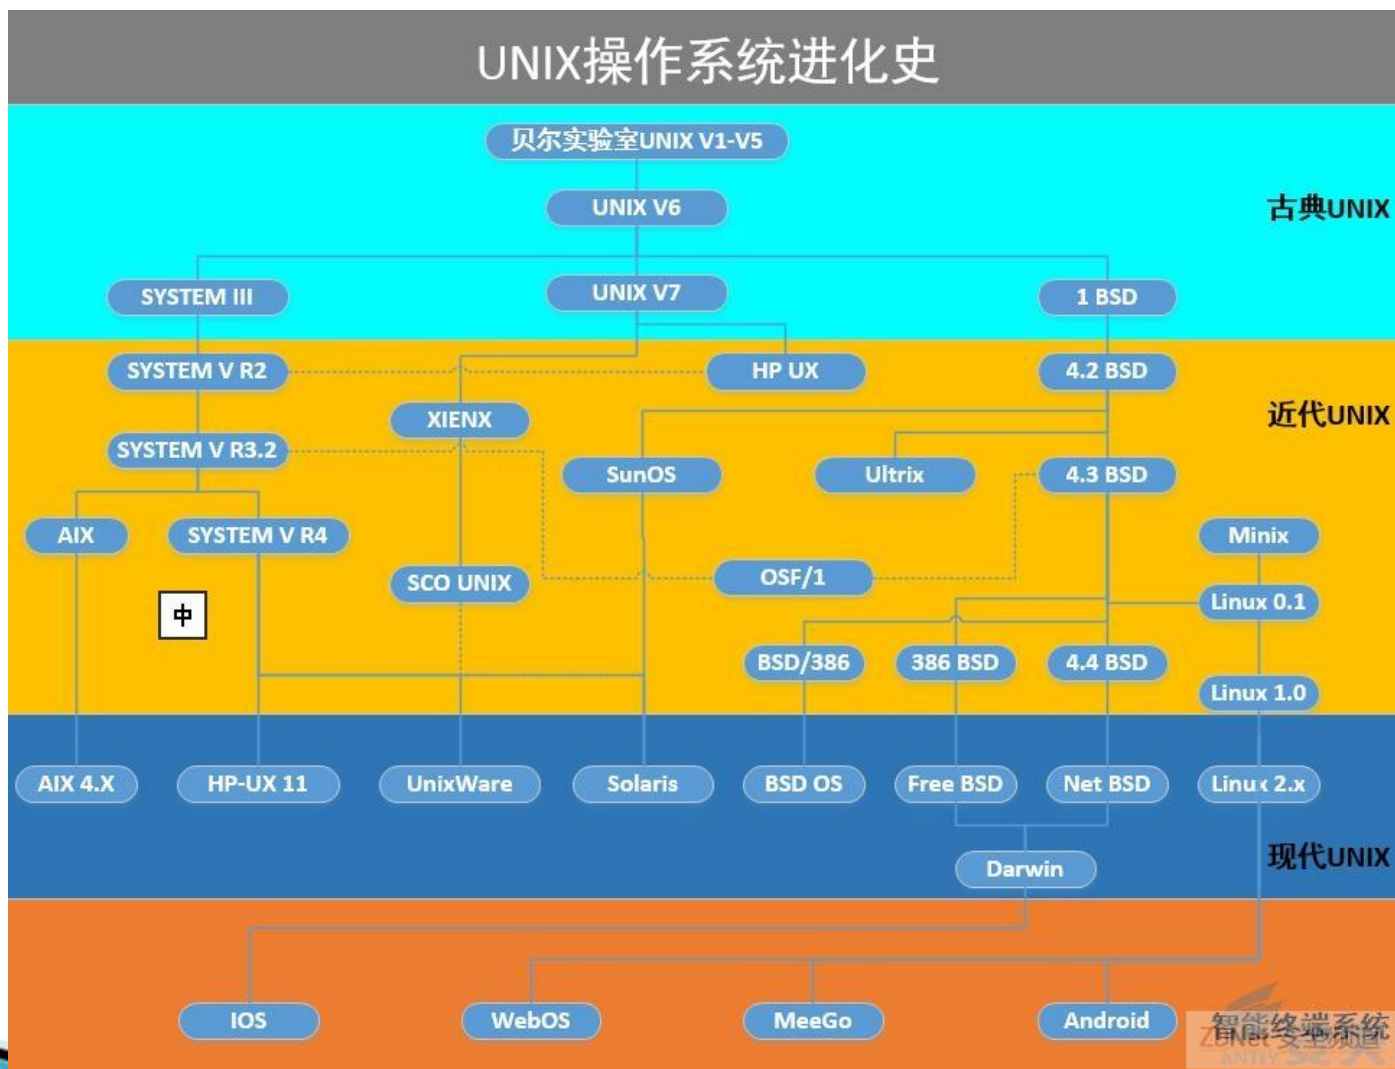 UNIX操作系统进化史
贝尔实验室UNIX V1-V5
UNIX V6
古典UNIX
SYSTEM III
UNIX V7
1 BSD
SYSTEM V R2
HP UX
4.2 BSD
XIENX
近代UNIX
SYSTEM V R3.2
SunOS
Ultrix
4.3 BSD
AIX
SYSTEM V R4
Minix
SCO UNIX
OSF/1
Linux 0.1
中
BSD/386
386 BSD
4.4 BSD
Linux 1.0
AIX 4.X
HP-UX 11
UnixWare
Solaris
BSD OS
Free BSD
Net BSD
Linux 2.x
现代UNIX
Darwin
IOS
WebOS
MeeGo
Android
智能终端系统
ZDNet 安全频道